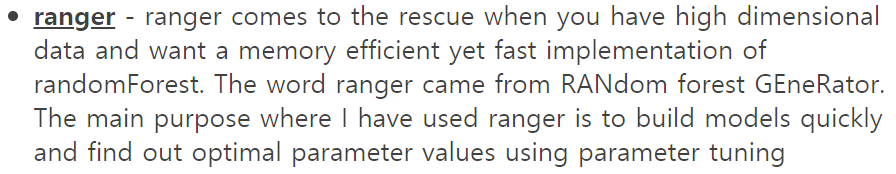 • ranger - ranger comes to the rescue when you have high dimensional
data and want a memory efficient yet fast implementation of
randomForest. The word ranger came from RANdom forest GEneRator.
The main purpose where I have used ranger is to build models quickly
and find out optimal parameter values using parameter tuning